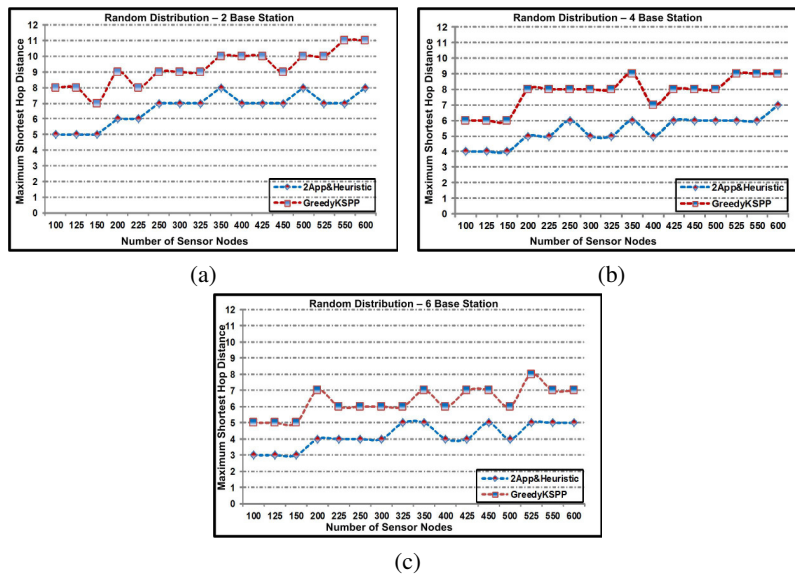 Random Distribution – 2 Base Station
Maximum Shortest Hop Distance
12
11
10
9
8
7
6
5
4
3
2
1
0
2App&Heuristic
GreedyKSPP
100 125 150 200 225 250 300 325 350 400 425 450 500 525 550 600
Number of Sensor Nodes
(a)
Random Distribution – 4 Base Station
Maximum Shortest Hop Distance
12
11
10
9
8
7
6
5
4
3
2
1
0
2App&Heuristic
GreedyKSPP
100 125 150 200 225 250 300 325 350 400 425 450 500 525 550 600
Number of Sensor Nodes
(b)
Random Distribution – 6 Base Station
Maximum Shortest Hop Distance
12
11
10
9
8
7
6
5
4
3
2
1
0
2App&Heuristic
GreedyKSPP
100 125 150 200 225 250 300 325 350 400 425 450 500 525 550 600
Number of Sensor Nodes
(c)